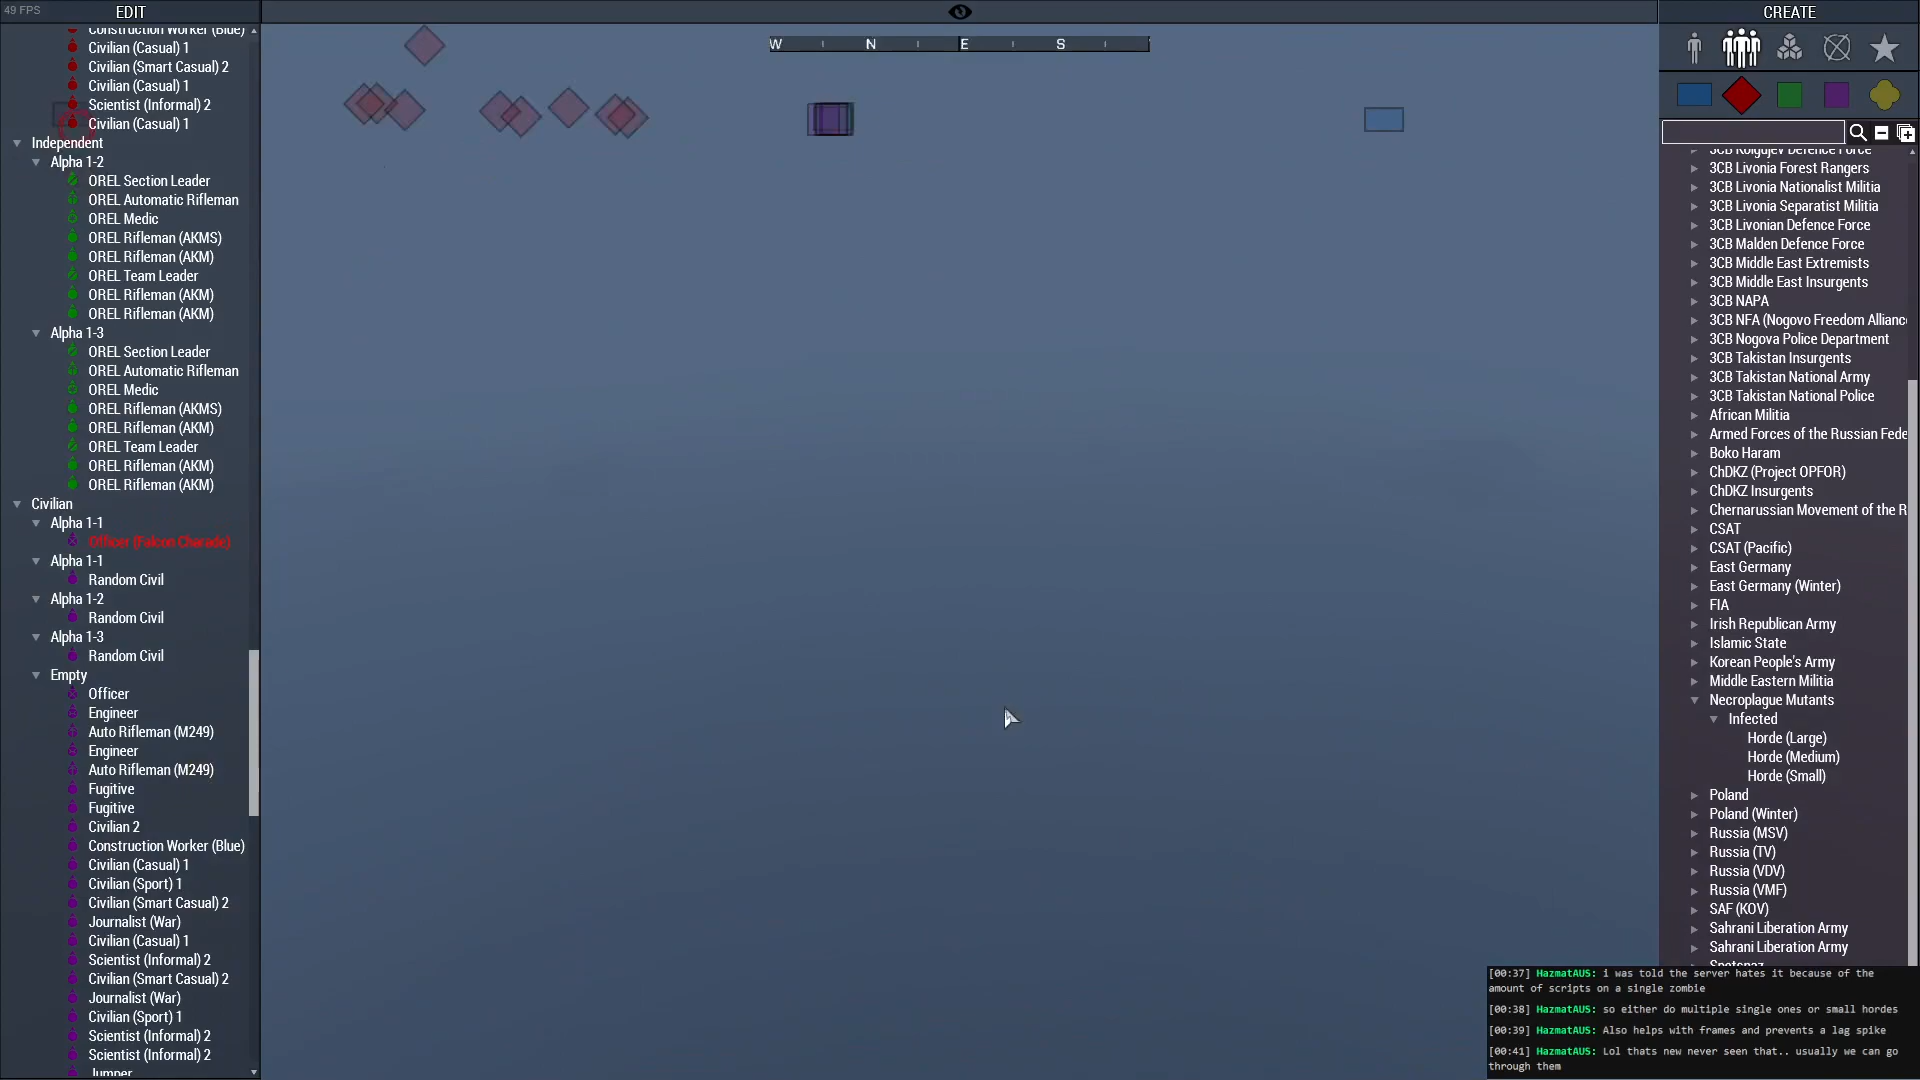 49 FPS
EDIT
CREATE
W N E S
Construction Worker (Blue)
Civilian (Casual) 1
Civilian (Smart Casual) 2
Civilian (Casual) 1
Scientist (Informal) 2
Civilian (Casual) 1
Independent
Alpha 1-2
OREL Section Leader
OREL Automatic Rifleman
OREL Medic
OREL Rifleman (AKMS)
OREL Rifleman (AKM)
OREL Team Leader
OREL Rifleman (AKM)
OREL Rifleman (AKM)
Alpha 1-3
OREL Section Leader
OREL Automatic Rifleman
OREL Medic
OREL Rifleman (AKMS)
OREL Rifleman (AKM)
OREL Team Leader
OREL Rifleman (AKM)
OREL Rifleman (AKM)
Civilian
Alpha 1-1
Officer (Falcon Charade)
Alpha 1-1
Random Civil
Alpha 1-2
Random Civil
Alpha 1-3
Random Civil
Empty
Officer
Engineer
Auto Rifleman (M249)
Engineer
Auto Rifleman (M249)
Fugitive
Fugitive
Civilian 2
Construction Worker (Blue)
Civilian (Casual) 1
Civilian (Sport) 1
Civilian (Smart Casual) 2
Journalist (War)
Civilian (Casual) 1
Scientist (Informal) 2
Civilian (Smart Casual) 2
Journalist (War)
Civilian (Sport) 1
Scientist (Informal) 2
Scientist (Informal) 2
Jumper
3CB Kolgujev Defence Force
3CB Livonia Forest Rangers
3CB Livonia Nationalist Militia
3CB Livonia Separatist Militia
3CB Livonian Defence Force
3CB Malden Defence Force
3CB Middle East Extremists
3CB Middle East Insurgents
3CB NAPA
3CB NFA (Nogovo Freedom Alliance
3CB Nogova Police Department
3CB Takistan Insurgents
3CB Takistan National Army
3CB Takistan National Police
African Militia
Armed Forces of the Russian Fede
Boko Haram
ChDKZ (Project OPFOR)
ChDKZ Insurgents
Chernarussian Movement of the R
CSAT
CSAT (Pacific)
East Germany
East Germany (Winter)
FIA
Irish Republican Army
Islamic State
Korean People's Army
Middle Eastern Militia
Necroplague Mutants
Infected
Horde (Large)
Horde (Medium)
Horde (Small)
Poland
Poland (Winter)
Russia (MSV)
Russia (TV)
Russia (VDV)
Russia (VMF)
SAF (KOV)
Sahrani Liberation Army
Sahrani Liberation Army
Spetsnaz
[00:37] HazmatAUS: i was told the server hates it because of the
amount of scripts on a single zombie
[00:38] HazmatAUS: so either do multiple single ones or small hordes
[00:39] HazmatAUS: Also helps with frames and prevents a lag spike
[00:41] HazmatAUS: Lol thats new never seen that.. usually we can go
through them